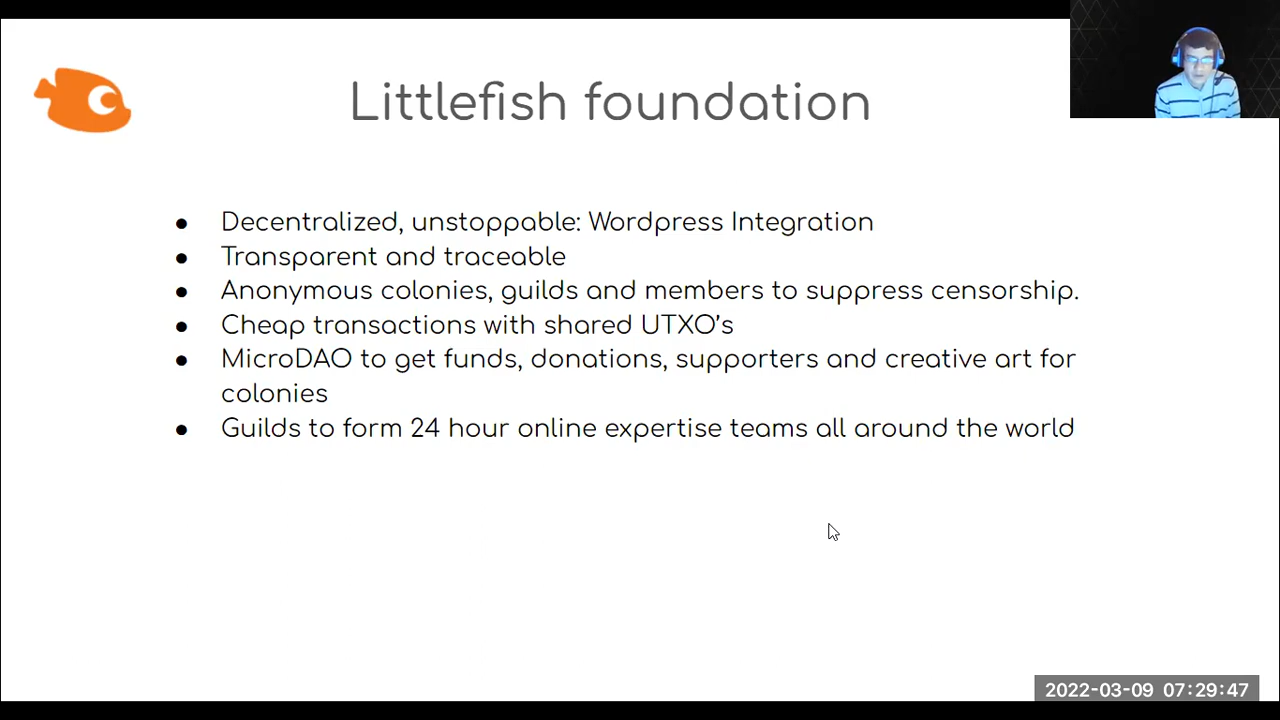 Littlefish foundation
● Decentralized, unstoppable: Wordpress Integration
● Transparent and traceable
● Anonymous colonies, guilds and members to suppress censorship.
● Cheap transactions with shared UTXO’s
● MicroDAO to get funds, donations, supporters and creative art for
colonies
● Guilds to form 24 hour online expertise teams all around the world
2022-03-09 07:29:47